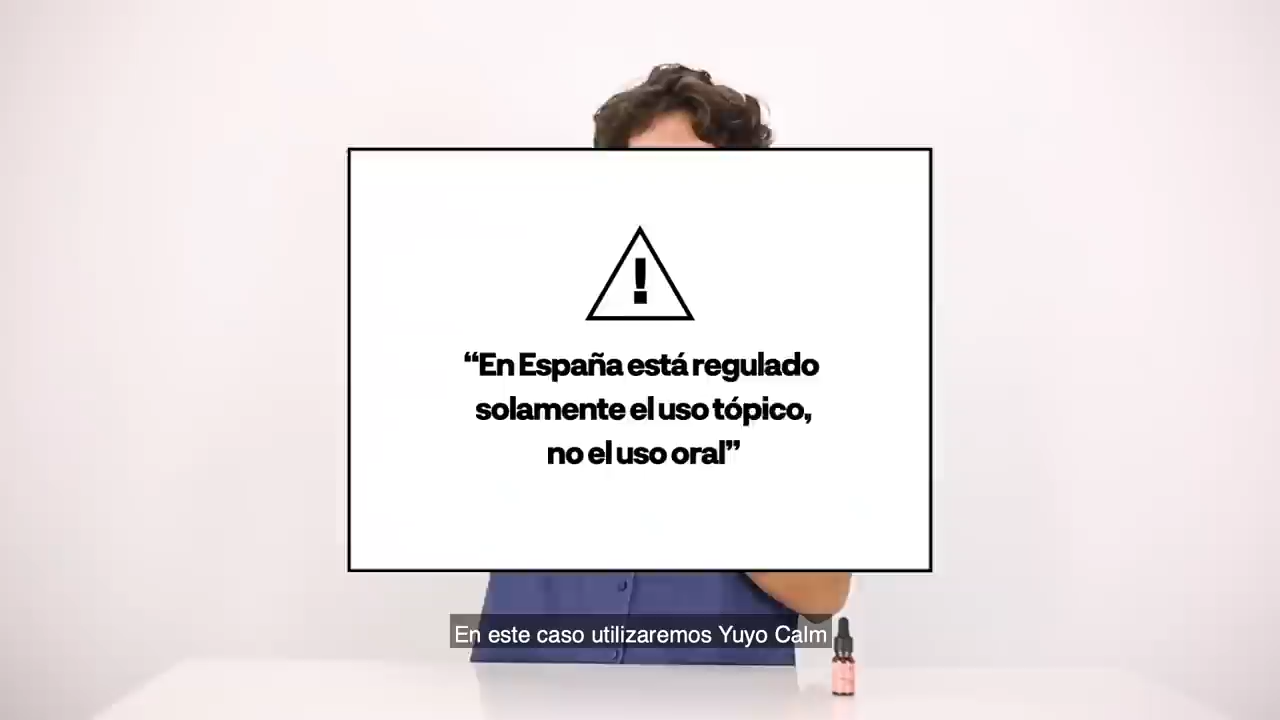 !
“En España está regulado
solamente el uso tópico,
no el uso oral”
En este caso utilizaremos Yuyo Calm